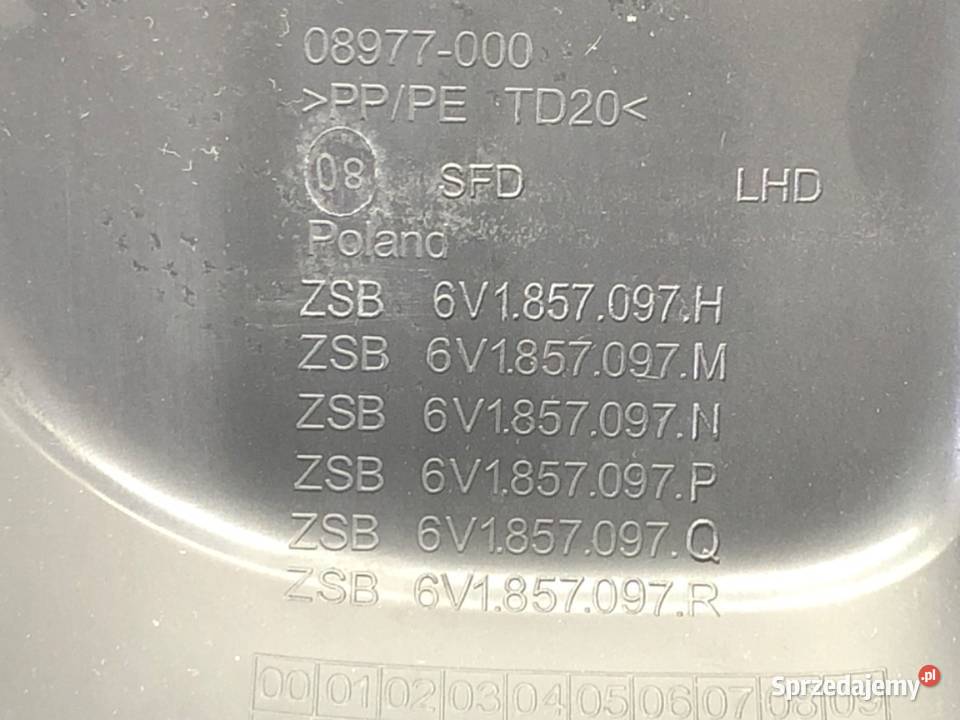 08977-000
>PP/PE TD20<
08 SFD LHD
Poland
ZSB 6V1.857.097.H
ZSB 6V1.857.097.M
ZSB 6V1.857.097.N
ZSB 6V1.857.097.P
ZSB 6V1.857.097.Q
ZSB 6V1.857.097.R
00 01 02 03 04 05 06 07 08 09
Sprzedajemy.pl